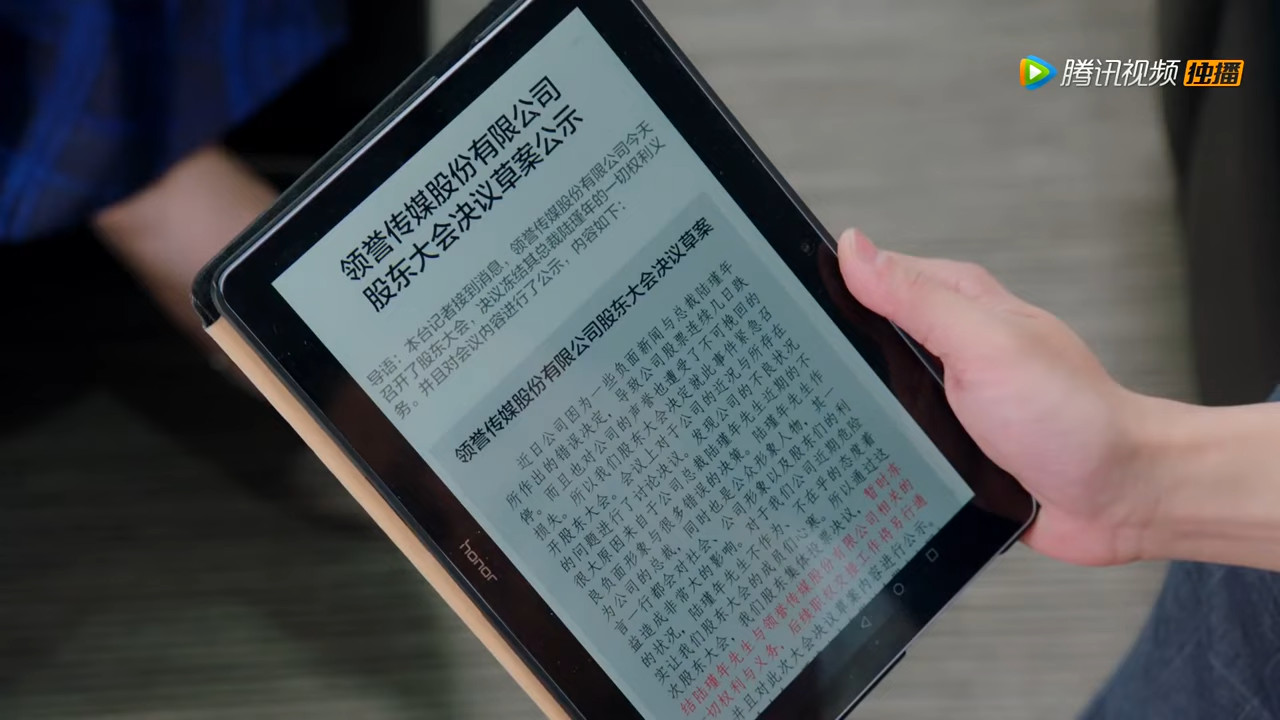 腾讯视频 独播
领誉传媒股份有限公司
股东大会决议草案公示
导语：本台记者接到消息，领誉传媒股份有限公司今天
召开了股东大会，决议冻结其总裁陆瑾年的一切权利义
务。并且对会议内容进行了公示，内容如下：
领誉传媒股份有限公司股东大会决议草案
近日公司因为一些负面新闻与总裁陆瑾年
所作出的错误决定，导致公司股票连续几日跌
停。而且也对公司的声誉也遭受了不可挽回的
损失。所以我们股东大会决定就此事件紧急召
开股东大会。会议上对于公司的近况与所存在
的问题进行了讨论决议。发现公司的不良状况
很大原因来自于公司总裁陆瑾年先生近期的不
良负面形象与很多错误的决策。陆瑾年先生作
为公司的总裁，同时也是公众形象人物，其一
言一行都会对社会、公司形象以及股东们的利
益造成非常大的影响。对于我们公司近期危险
的状况，陆瑾年先生不作为、不在乎的态度着
实让我们股东大会的成员们心寒。所以通过这
次股东大会，我们股东集体投票决议，暂时冻
结陆瑾年先生与领誉传媒股份有限公司相关的
一切权利与义务，后续职权交接工作将另行通
并且对此次大会决议草案内容进行公示。
honor